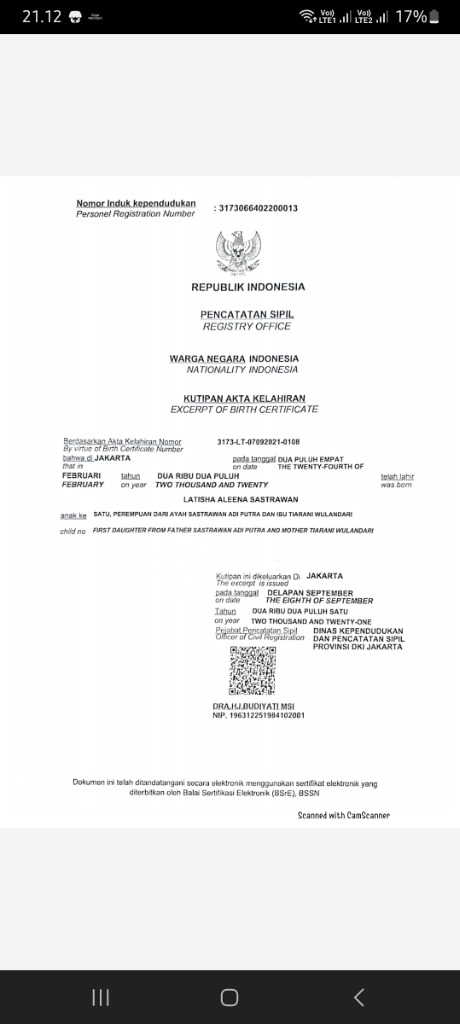 21.12 Vo)) LTE1 Vo)) LTE2 17%
Nomor Induk kependudukan : 3173066402200013
Personel Registration Number
REPUBLIK INDONESIA
PENCATATAN SIPIL
REGISTRY OFFICE
WARGA NEGARA INDONESIA
NATIONALITY INDONESIA
KUTIPAN AKTA KELAHIRAN
EXCERPT OF BIRTH CERTIFICATE
Berdasarkan Akta Kelahiran Nomor 3173-LT-07092021-0108
By virtue of Birth Certificate Number
bahwa di JAKARTA pada tanggal DUA PULUH EMPAT
that in on date THE TWENTY-FOURTH OF
FEBRUARI tahun DUA RIBU DUA PULUH telah lahir
FEBRUARY on year TWO THOUSAND AND TWENTY was born
LATISHA ALEENA SASTRAWAN
anak ke SATU, PEREMPUAN DARI AYAH SASTRAWAN ADI PUTRA DAN IBU TIARANI WULANDARI
child no FIRST DAUGHTER FROM FATHER SASTRAWAN ADI PUTRA AND MOTHER TIARANI WULANDARI
Kutipan ini dikeluarkan Di JAKARTA
The excerpt is issued
pada tanggal DELAPAN SEPTEMBER
on date THE EIGHTH OF SEPTEMBER
Tahun DUA RIBU DUA PULUH SATU
on year TWO THOUSAND AND TWENTY-ONE
Pejabat Pencatatan Sipil DINAS KEPENDUDUKAN
Officer of Civil Registration DAN PENCATATAN SIPIL
PROVINSI DKI JAKARTA
DRA.HJ.BUDIYATI MSI
NIP. 196312251984102001
Dokumen ini telah ditandatangani secara elektronik menggunakan sertifikat elektronik yang
diterbitkan oleh Balai Sertifikasi Elektronik (BSrE), BSSN
Scanned with CamScanner